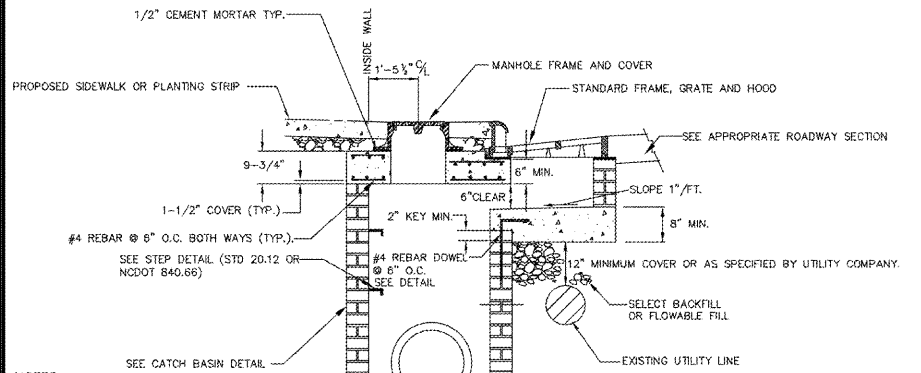 1/2" CEMENT MORTAR TYP.
INSIDE WALL
1'-5 ½" C/L
MANHOLE FRAME AND COVER
PROPOSED SIDEWALK OR PLANTING STRIP
STANDARD FRAME, GRATE AND HOOD
SEE APPROPRIATE ROADWAY SECTION
9-3/4"
6" MIN.
SLOPE 1"/FT.
6"CLEAR
1-1/2" COVER (TYP.)
2" KEY MIN.
8" MIN.
#4 REBAR @ 6" O.C. BOTH WAYS (TYP.)
SEE STEP DETAIL (STD 20.12 OR
NCDOT 840.66)
#4 REBAR DOWEL
@ 6" O.C.
SEE DETAIL
12" MINIMUM COVER OR AS SPECIFIED BY UTILITY COMPANY.
SELECT BACKFILL
OR FLOWABLE FILL
SEE CATCH BASIN DETAIL
EXISTING UTILITY LINE